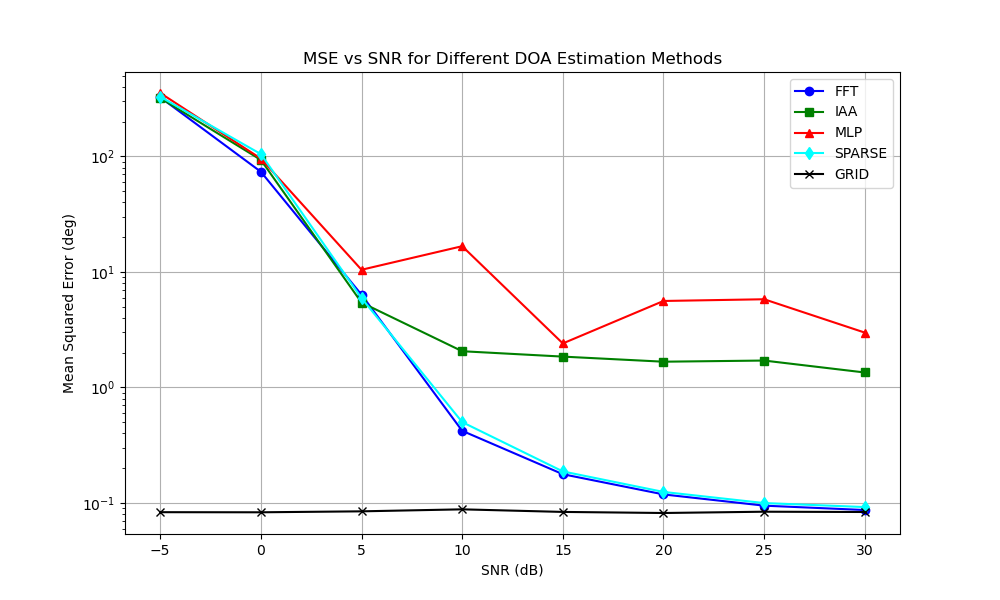 MSE vs SNR for Different DOA Estimation Methods
FFT
IAA
MLP
SPARSE
GRID
Mean Squared Error (deg)
10²
10¹
10⁰
10⁻¹
−5
0
5
10
15
20
25
30
SNR (dB)